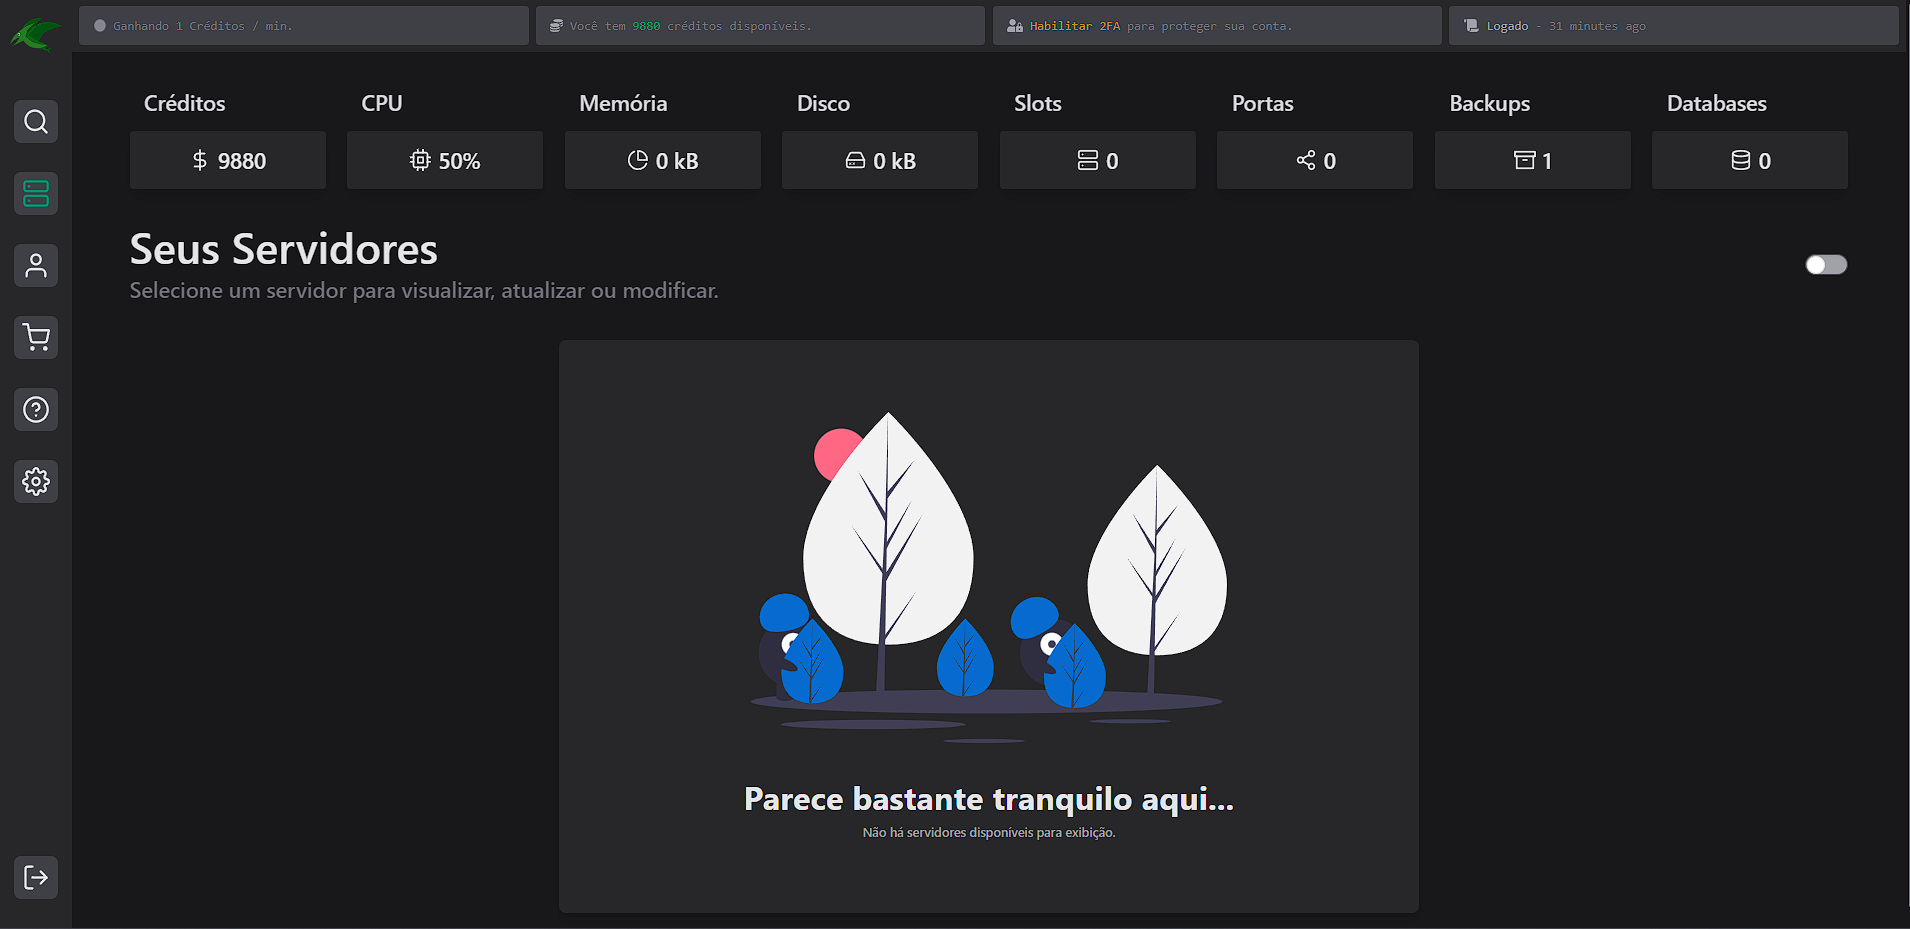 Ganhando 1 Créditos / min.
Você tem 9880 créditos disponíveis.
Habilitar 2FA para proteger sua conta.
Logado - 31 minutes ago
Créditos
CPU
Memória
Disco
Slots
Portas
Backups
Databases
9880
50%
0 kB
0 kB
0
0
1
0
Seus Servidores
Selecione um servidor para visualizar, atualizar ou modificar.
Parece bastante tranquilo aqui...
Não há servidores disponíveis para exibição.